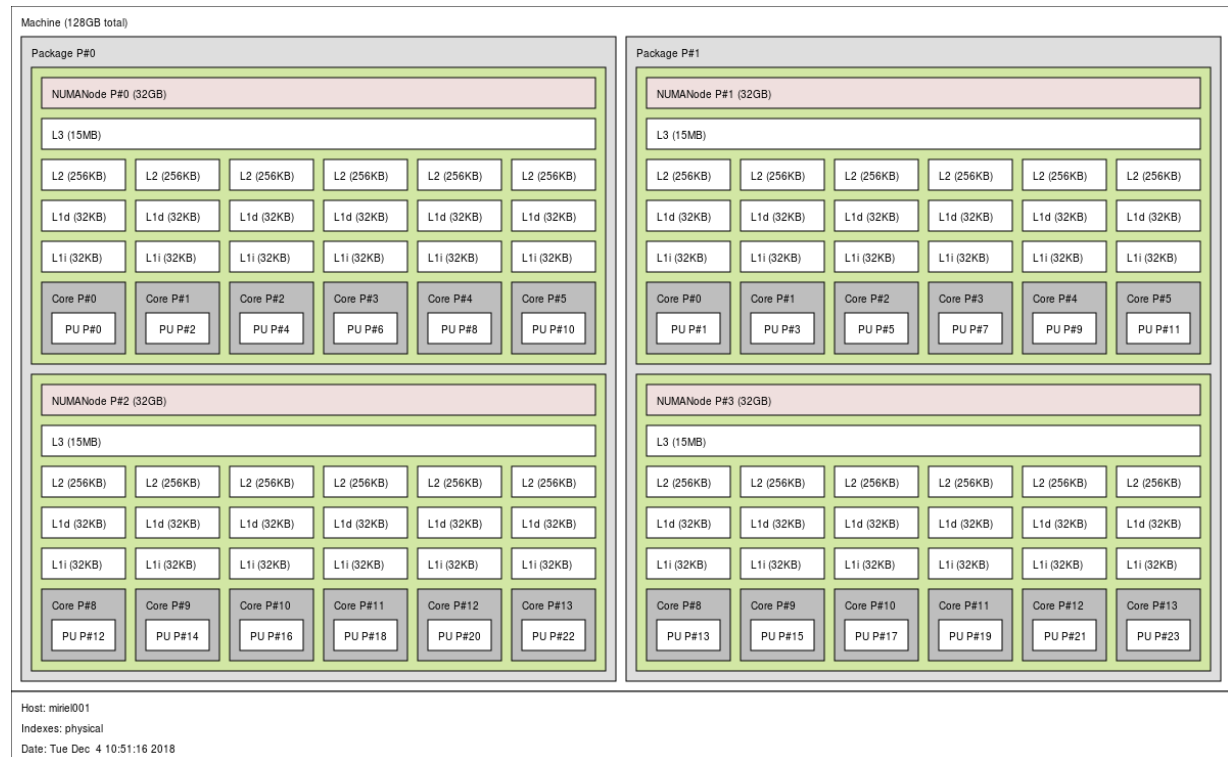 Machine (128GB total)
Package P#0
NUMANode P#0 (32GB)
L3 (15MB)
L2 (256KB) L2 (256KB) L2 (256KB) L2 (256KB) L2 (256KB) L2 (256KB)
L1d (32KB) L1d (32KB) L1d (32KB) L1d (32KB) L1d (32KB) L1d (32KB)
L1i (32KB) L1i (32KB) L1i (32KB) L1i (32KB) L1i (32KB) L1i (32KB)
Core P#0 Core P#1 Core P#2 Core P#3 Core P#4 Core P#5
PU P#0 PU P#2 PU P#4 PU P#6 PU P#8 PU P#10
NUMANode P#2 (32GB)
L3 (15MB)
L2 (256KB) L2 (256KB) L2 (256KB) L2 (256KB) L2 (256KB) L2 (256KB)
L1d (32KB) L1d (32KB) L1d (32KB) L1d (32KB) L1d (32KB) L1d (32KB)
L1i (32KB) L1i (32KB) L1i (32KB) L1i (32KB) L1i (32KB) L1i (32KB)
Core P#8 Core P#9 Core P#10 Core P#11 Core P#12 Core P#13
PU P#12 PU P#14 PU P#16 PU P#18 PU P#20 PU P#22
Package P#1
NUMANode P#1 (32GB)
L3 (15MB)
L2 (256KB) L2 (256KB) L2 (256KB) L2 (256KB) L2 (256KB) L2 (256KB)
L1d (32KB) L1d (32KB) L1d (32KB) L1d (32KB) L1d (32KB) L1d (32KB)
L1i (32KB) L1i (32KB) L1i (32KB) L1i (32KB) L1i (32KB) L1i (32KB)
Core P#0 Core P#1 Core P#2 Core P#3 Core P#4 Core P#5
PU P#1 PU P#3 PU P#5 PU P#7 PU P#9 PU P#11
NUMANode P#3 (32GB)
L3 (15MB)
L2 (256KB) L2 (256KB) L2 (256KB) L2 (256KB) L2 (256KB) L2 (256KB)
L1d (32KB) L1d (32KB) L1d (32KB) L1d (32KB) L1d (32KB) L1d (32KB)
L1i (32KB) L1i (32KB) L1i (32KB) L1i (32KB) L1i (32KB) L1i (32KB)
Core P#8 Core P#9 Core P#10 Core P#11 Core P#12 Core P#13
PU P#13 PU P#15 PU P#17 PU P#19 PU P#21 PU P#23
Host: miriel001
Indexes: physical
Date: Tue Dec 4 10:51:16 2018